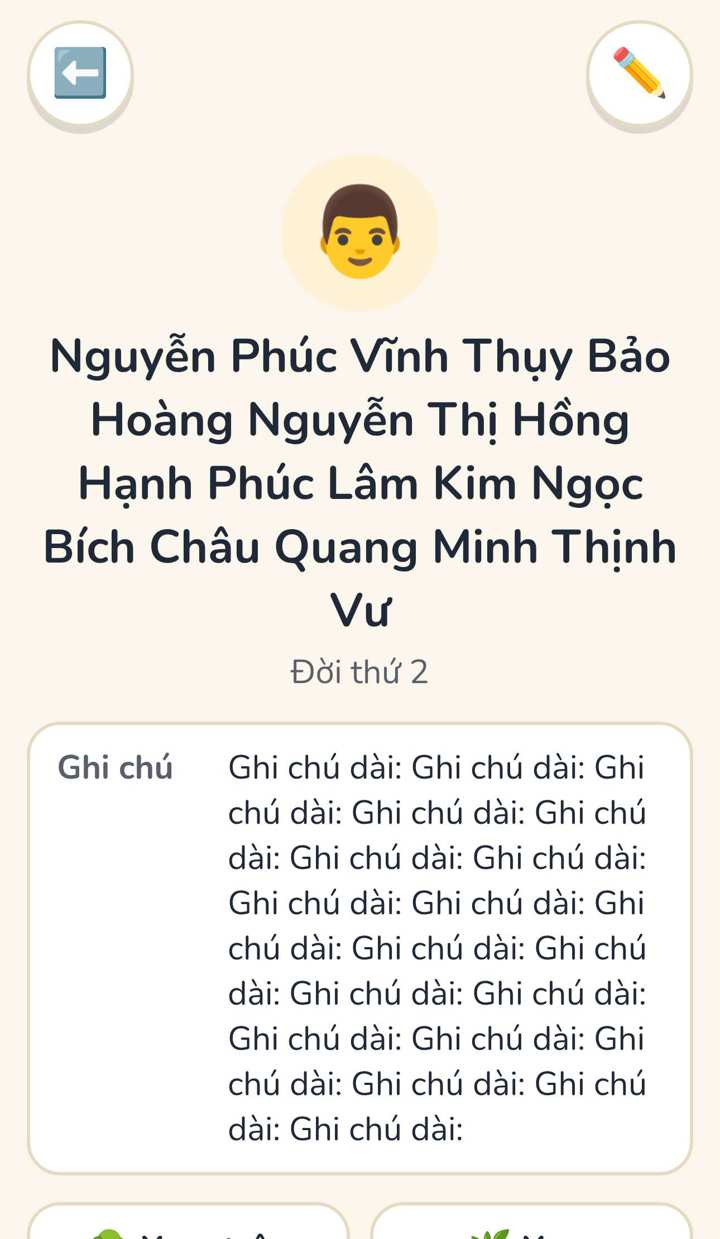 Nguyễn Phúc Vĩnh Thụy Bảo
Hoàng Nguyễn Thị Hồng
Hạnh Phúc Lâm Kim Ngọc
Bích Châu Quang Minh Thịnh
Vư
Đời thứ 2
Ghi chú
Ghi chú dài: Ghi chú dài: Ghi
chú dài: Ghi chú dài: Ghi chú
dài: Ghi chú dài: Ghi chú dài:
Ghi chú dài: Ghi chú dài: Ghi
chú dài: Ghi chú dài: Ghi chú
dài: Ghi chú dài: Ghi chú dài:
Ghi chú dài: Ghi chú dài: Ghi
chú dài: Ghi chú dài: Ghi chú
dài: Ghi chú dài: